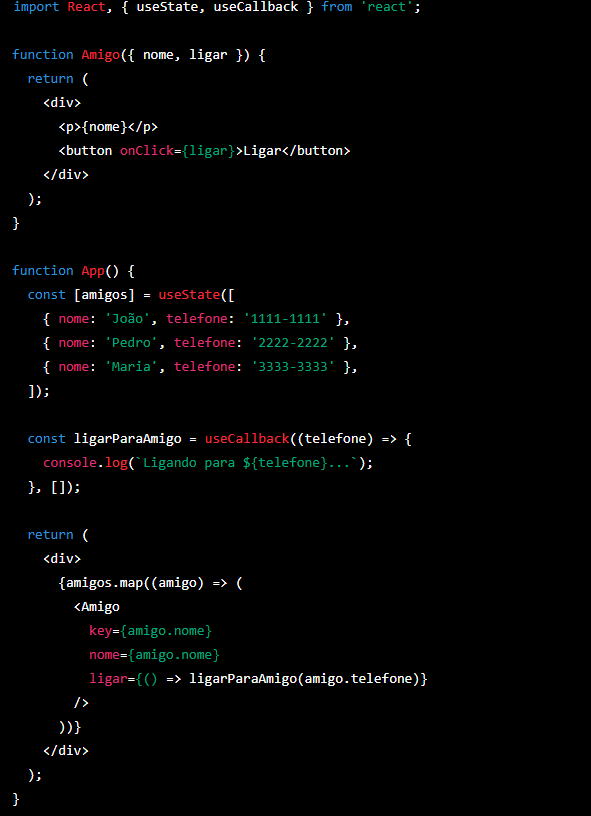 import React, { useState, useCallback } from 'react';

function Amigo({ nome, ligar }) {
  return (
    <div>
      <p>{nome}</p>
      <button onClick={ligar}>Ligar</button>
    </div>
  );
}

function App() {
  const [amigos] = useState([
    { nome: 'João', telefone: '1111-1111' },
    { nome: 'Pedro', telefone: '2222-2222' },
    { nome: 'Maria', telefone: '3333-3333' },
  ]);

  const ligarParaAmigo = useCallback((telefone) => {
    console.log(`Ligando para ${telefone}...`);
  }, []);

  return (
    <div>
      {amigos.map((amigo) => (
        <Amigo
          key={amigo.nome}
          nome={amigo.nome}
          ligar={() => ligarParaAmigo(amigo.telefone)}
        />
      ))}
    </div>
  );
}